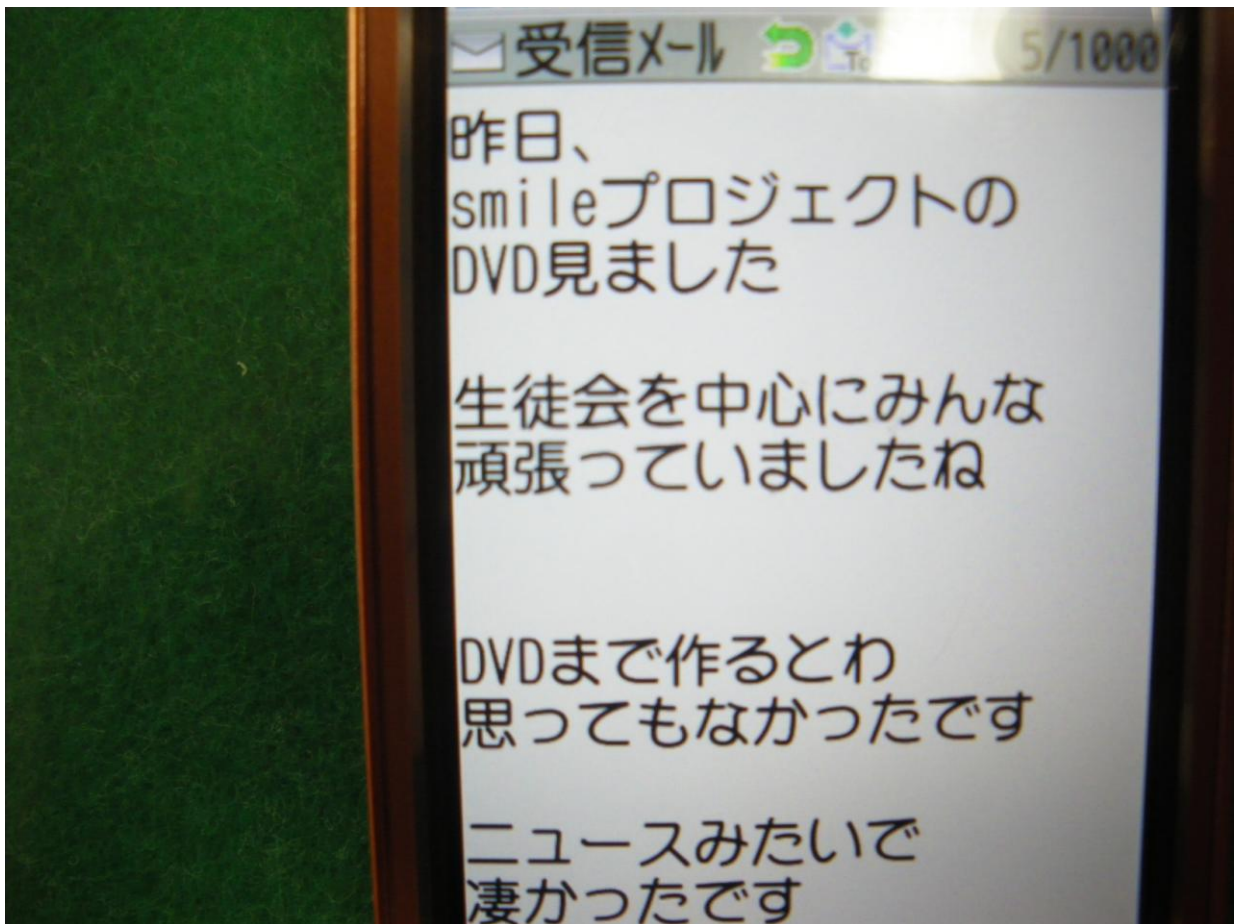 受信メール 5/1000
昨日、
smileプロジェクトの
DVD見ました
生徒会を中心にみんな
頑張っていましたね
DVDまで作るとわ
思ってもなかったです
ニュースみたいで
凄かったです